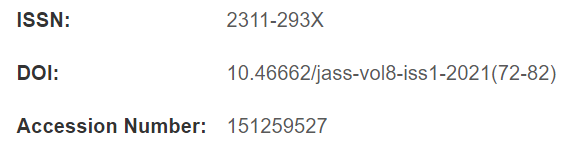 ISSN: 2311-293X
DOI: 10.46662/jass-vol8-iss1-2021(72-82)
Accession Number: 151259527